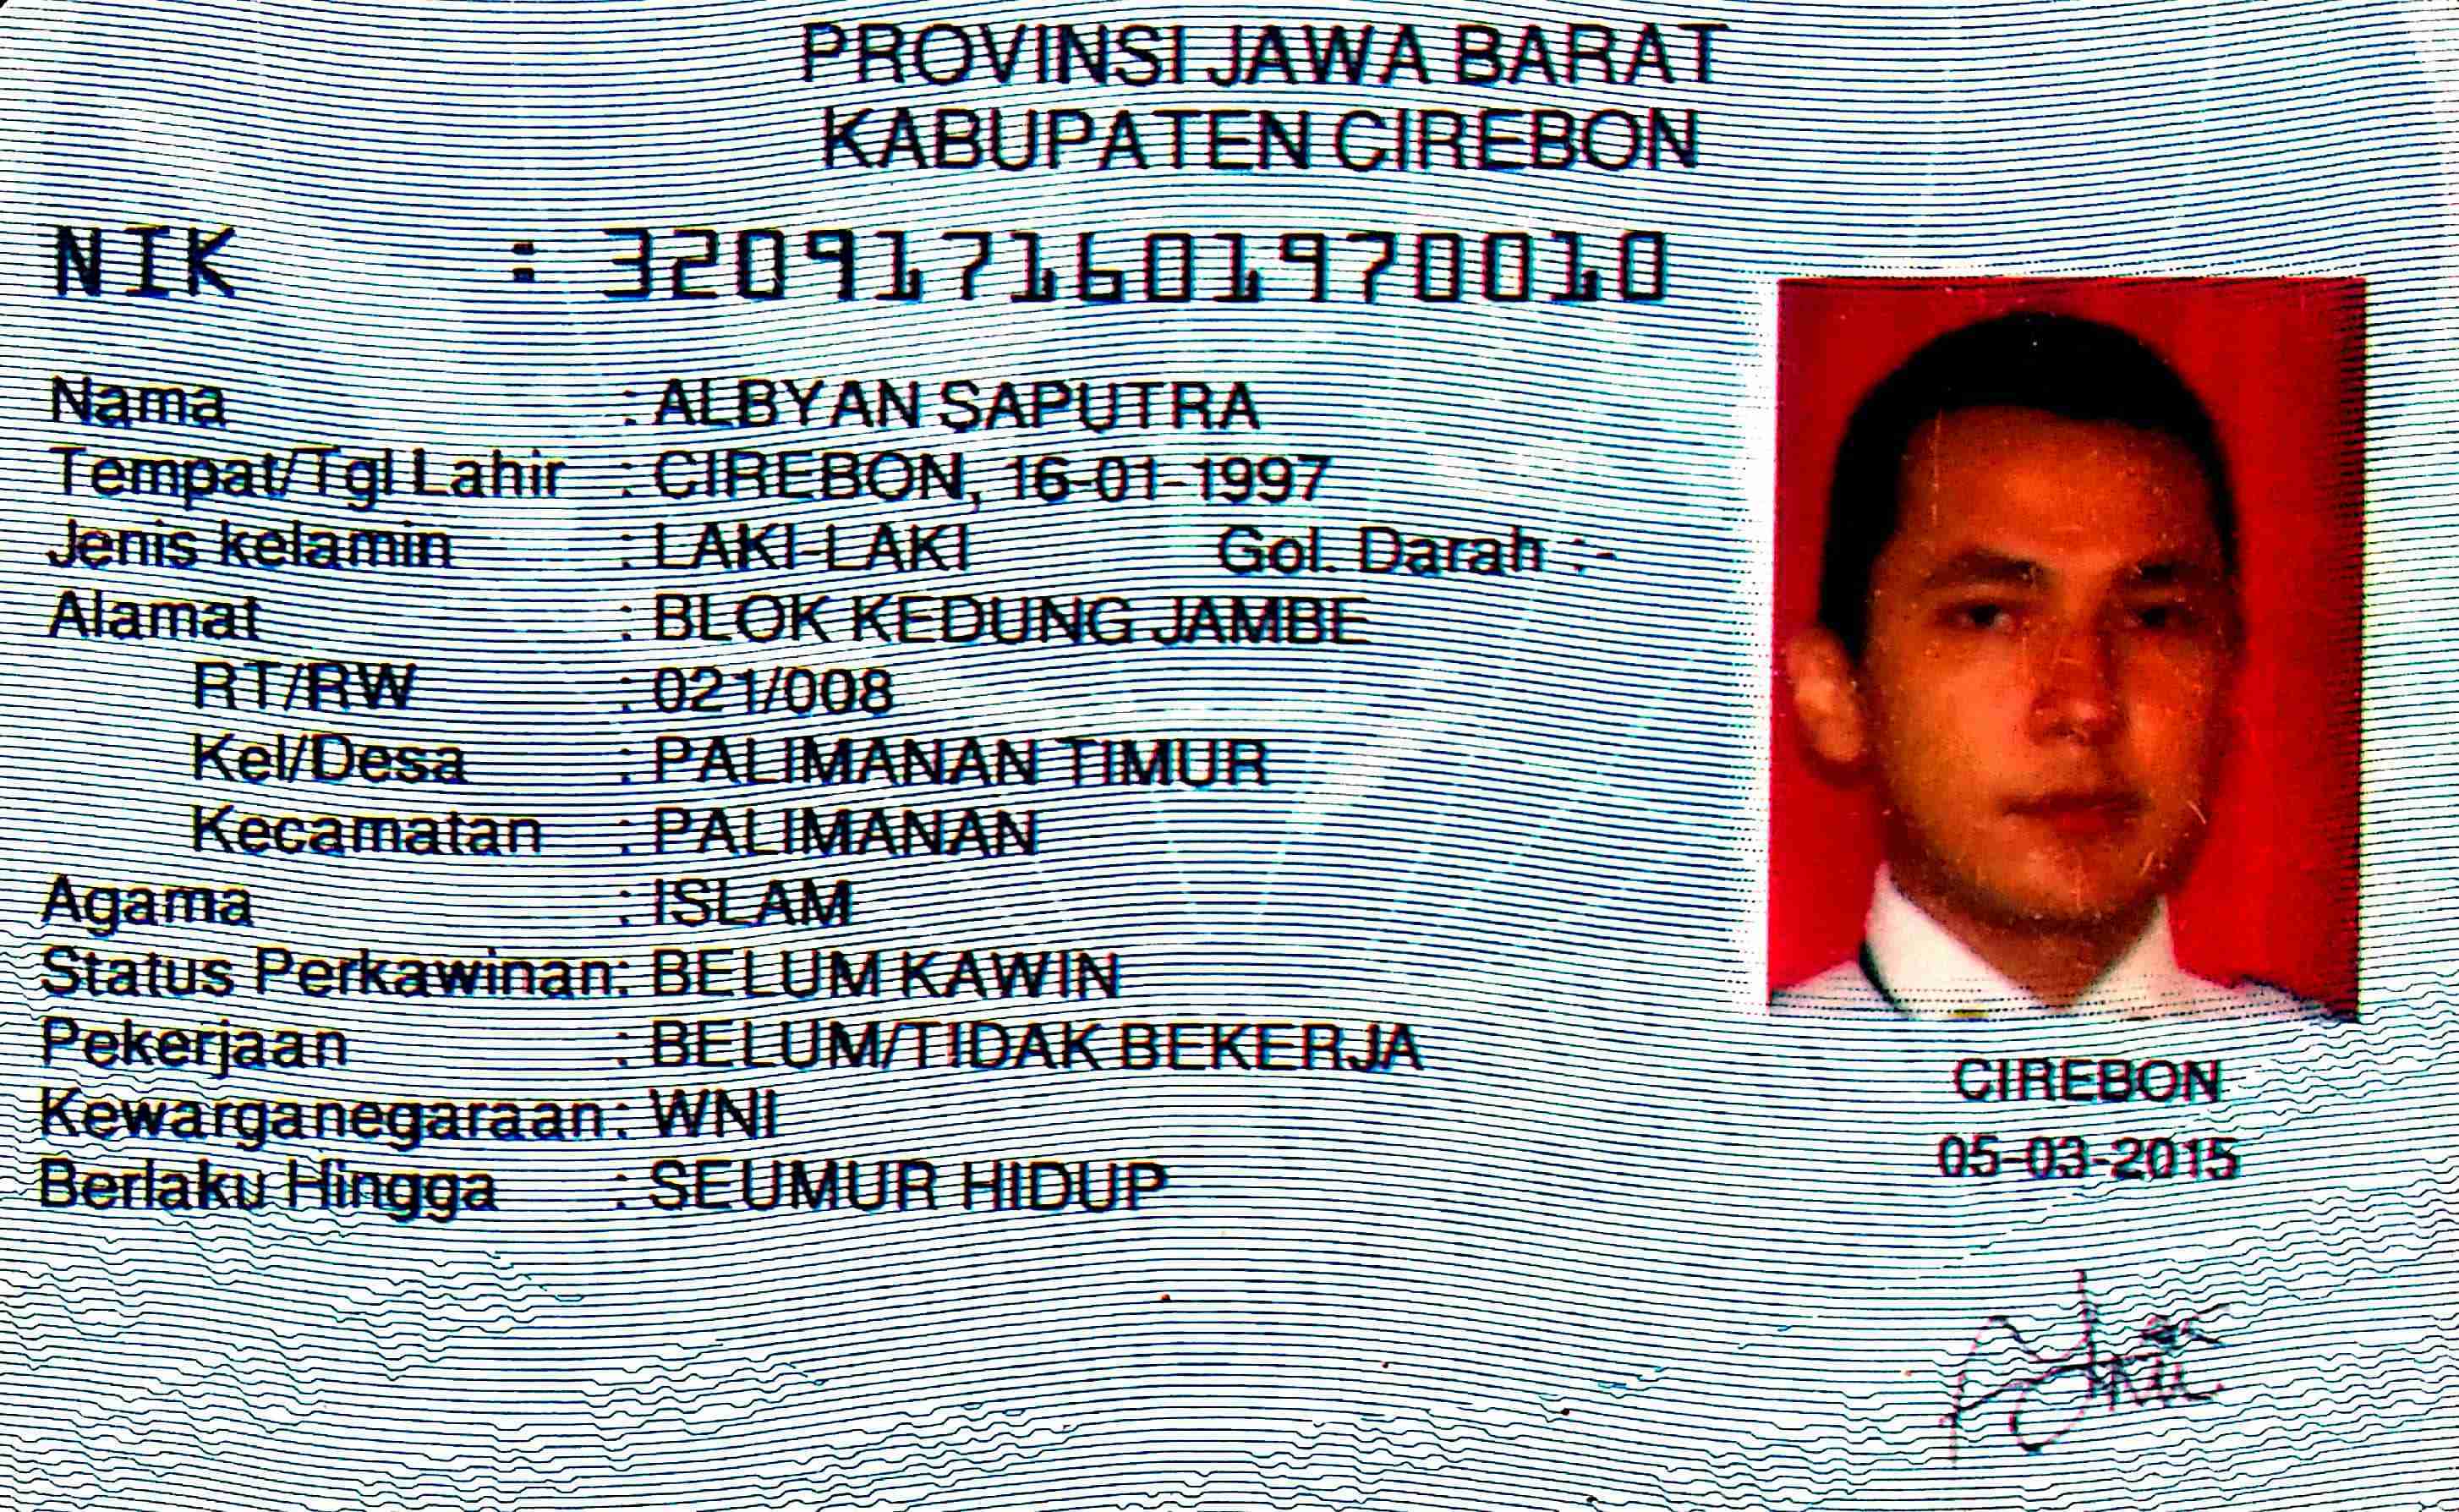 PROVINSI JAWA BARAT
KABUPATEN CIREBON
NIK : 3209171601970010
Nama : ALBYAN SAPUTRA
Tempat/Tgl Lahir : CIREBON, 16-01-1997
Jenis kelamin : LAKI-LAKI Gol. Darah : -
Alamat : BLOK KEDUNG JAMBE
RT/RW : 021/008
Kel/Desa : PALIMANAN TIMUR
Kecamatan : PALIMANAN
Agama : ISLAM
Status Perkawinan: BELUM KAWIN
Pekerjaan : BELUM/TIDAK BEKERJA
Kewarganegaraan: WNI
Berlaku Hingga : SEUMUR HIDUP
CIREBON
05-03-2015